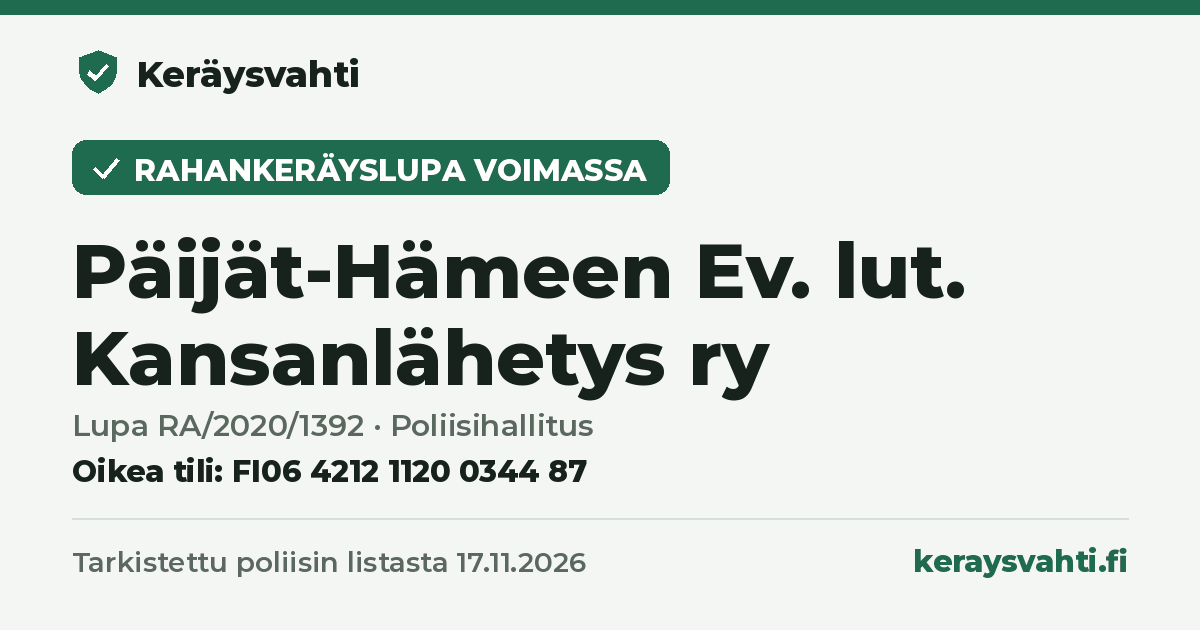 Keräysvahti
RAHANKERÄYSLUPA VOIMASSA
Päijät-Hämeen Ev. lut.
Kansanlähetys ry
Lupa RA/2020/1392 · Poliisihallitus
Oikea tili: FI06 4212 1120 0344 87
Tarkistettu poliisin listasta 17.11.2026
keraysvahti.fi